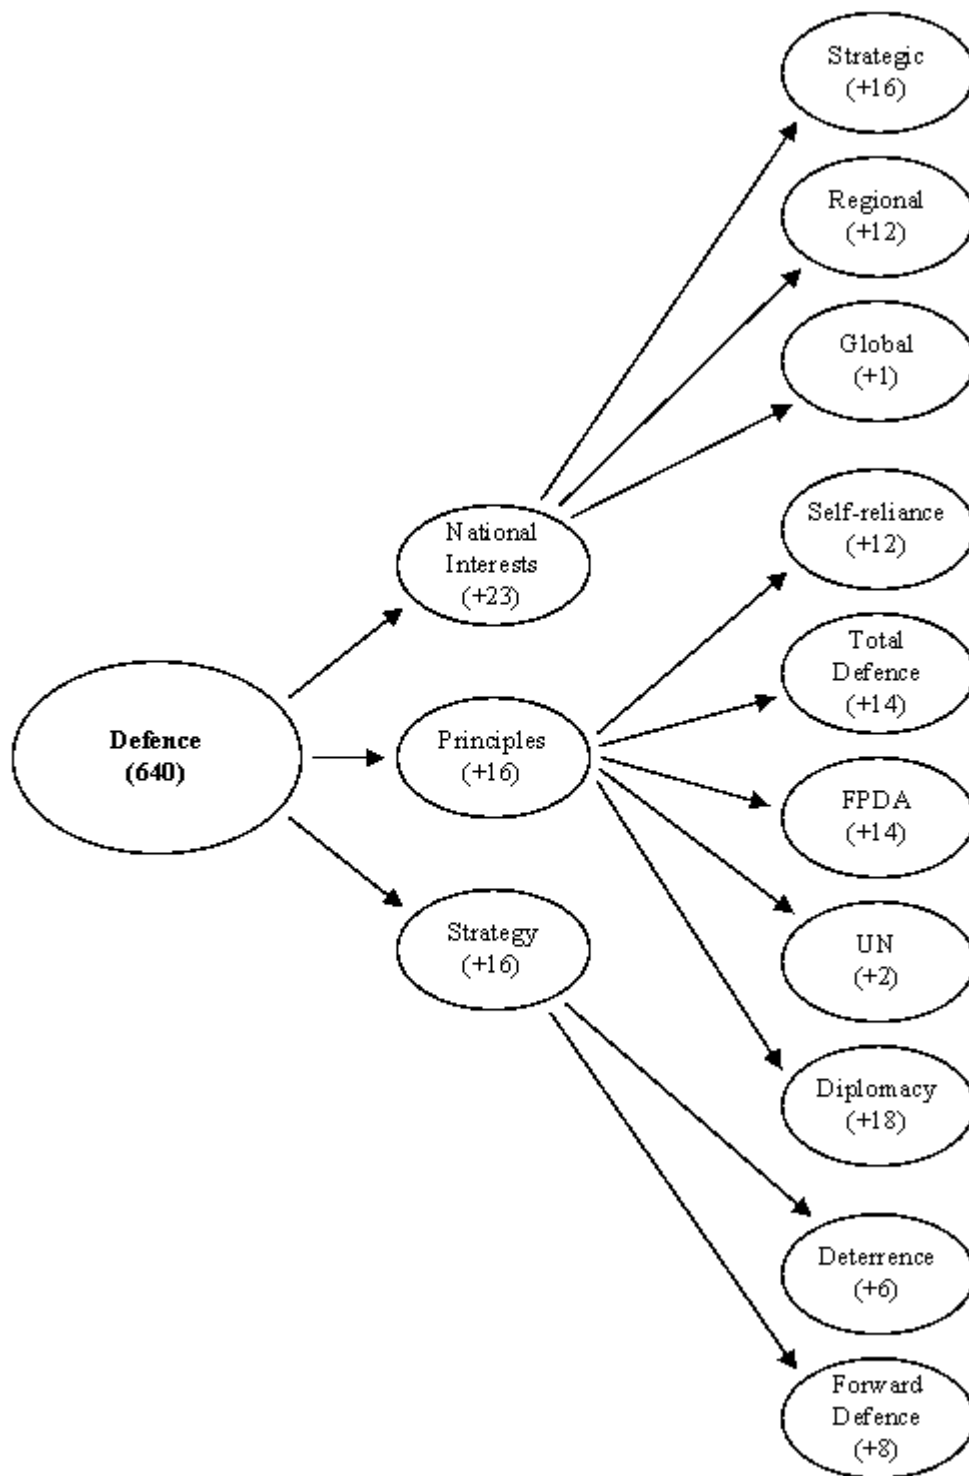 Strategic
(+16)
Regional
(+12)
Global
(+1)
Self-reliance
(+12)
National
Interests
(+23)
Total
Defence
(+14)
Defence
(640)
Principles
(+16)
FPDA
(+14)
Strategy
(+16)
UN
(+2)
Diplomacy
(+18)
Deterrence
(+6)
Forward
Defence
(+8)